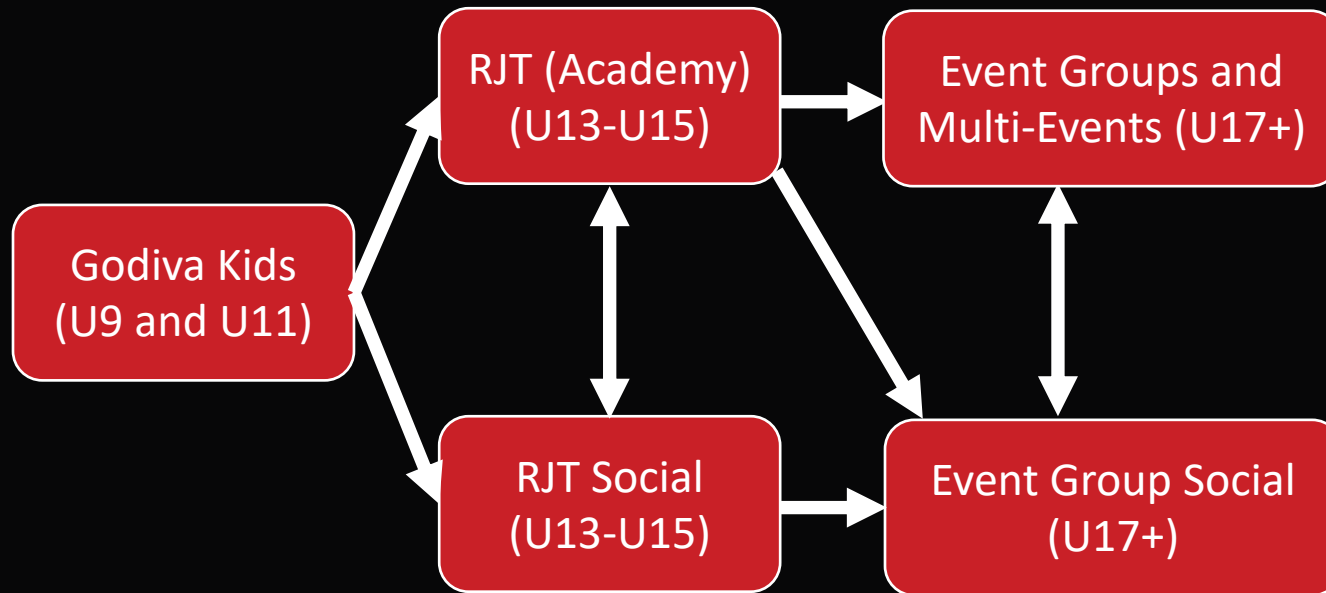 RJT (Academy)
(U13-U15)
Event Groups and
Multi-Events (U17+)
Godiva Kids
(U9 and U11)
RJT Social
(U13-U15)
Event Group Social
(U17+)